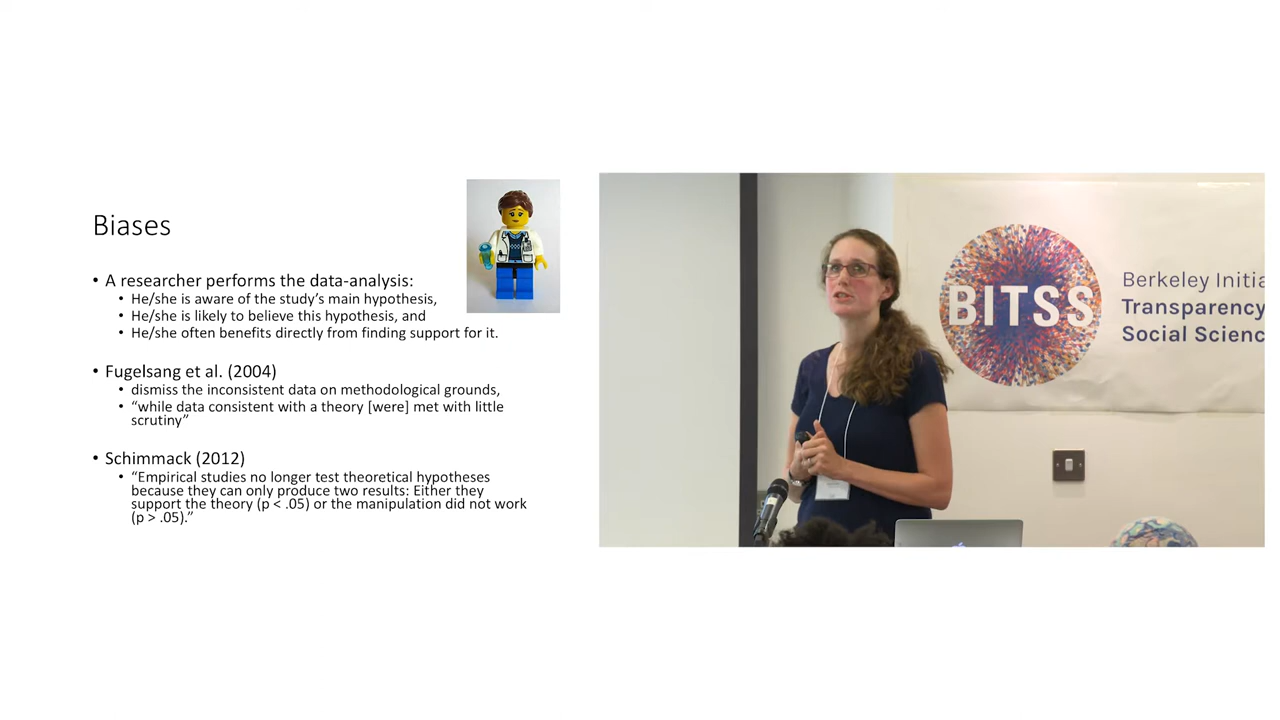 Biases
• A researcher performs the data-analysis:
• He/she is aware of the study's main hypothesis,
• He/she is likely to believe this hypothesis, and
• He/she often benefits directly from finding support for it.
• Fugelsang et al. (2004)
• dismiss the inconsistent data on methodological grounds,
• “while data consistent with a theory [were] met with little
scrutiny”
• Schimmack (2012)
• “Empirical studies no longer test theoretical hypotheses
because they can only produce two results: Either they
support the theory (p < .05) or the manipulation did not work
(p > .05).”
BITSS
Berkeley Initia
Transparency
Social Scienc